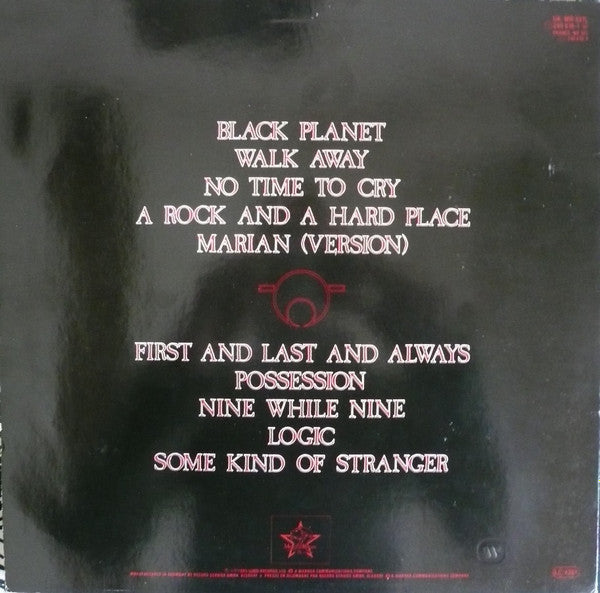 BLACK PLANET
WALK AWAY
NO TIME TO CRY
A ROCK AND A HARD PLACE
MARIAN (VERSION)
FIRST AND LAST AND ALWAYS
POSSESSION
NINE WHILE NINE
LOGIC
SOME KIND OF STRANGER